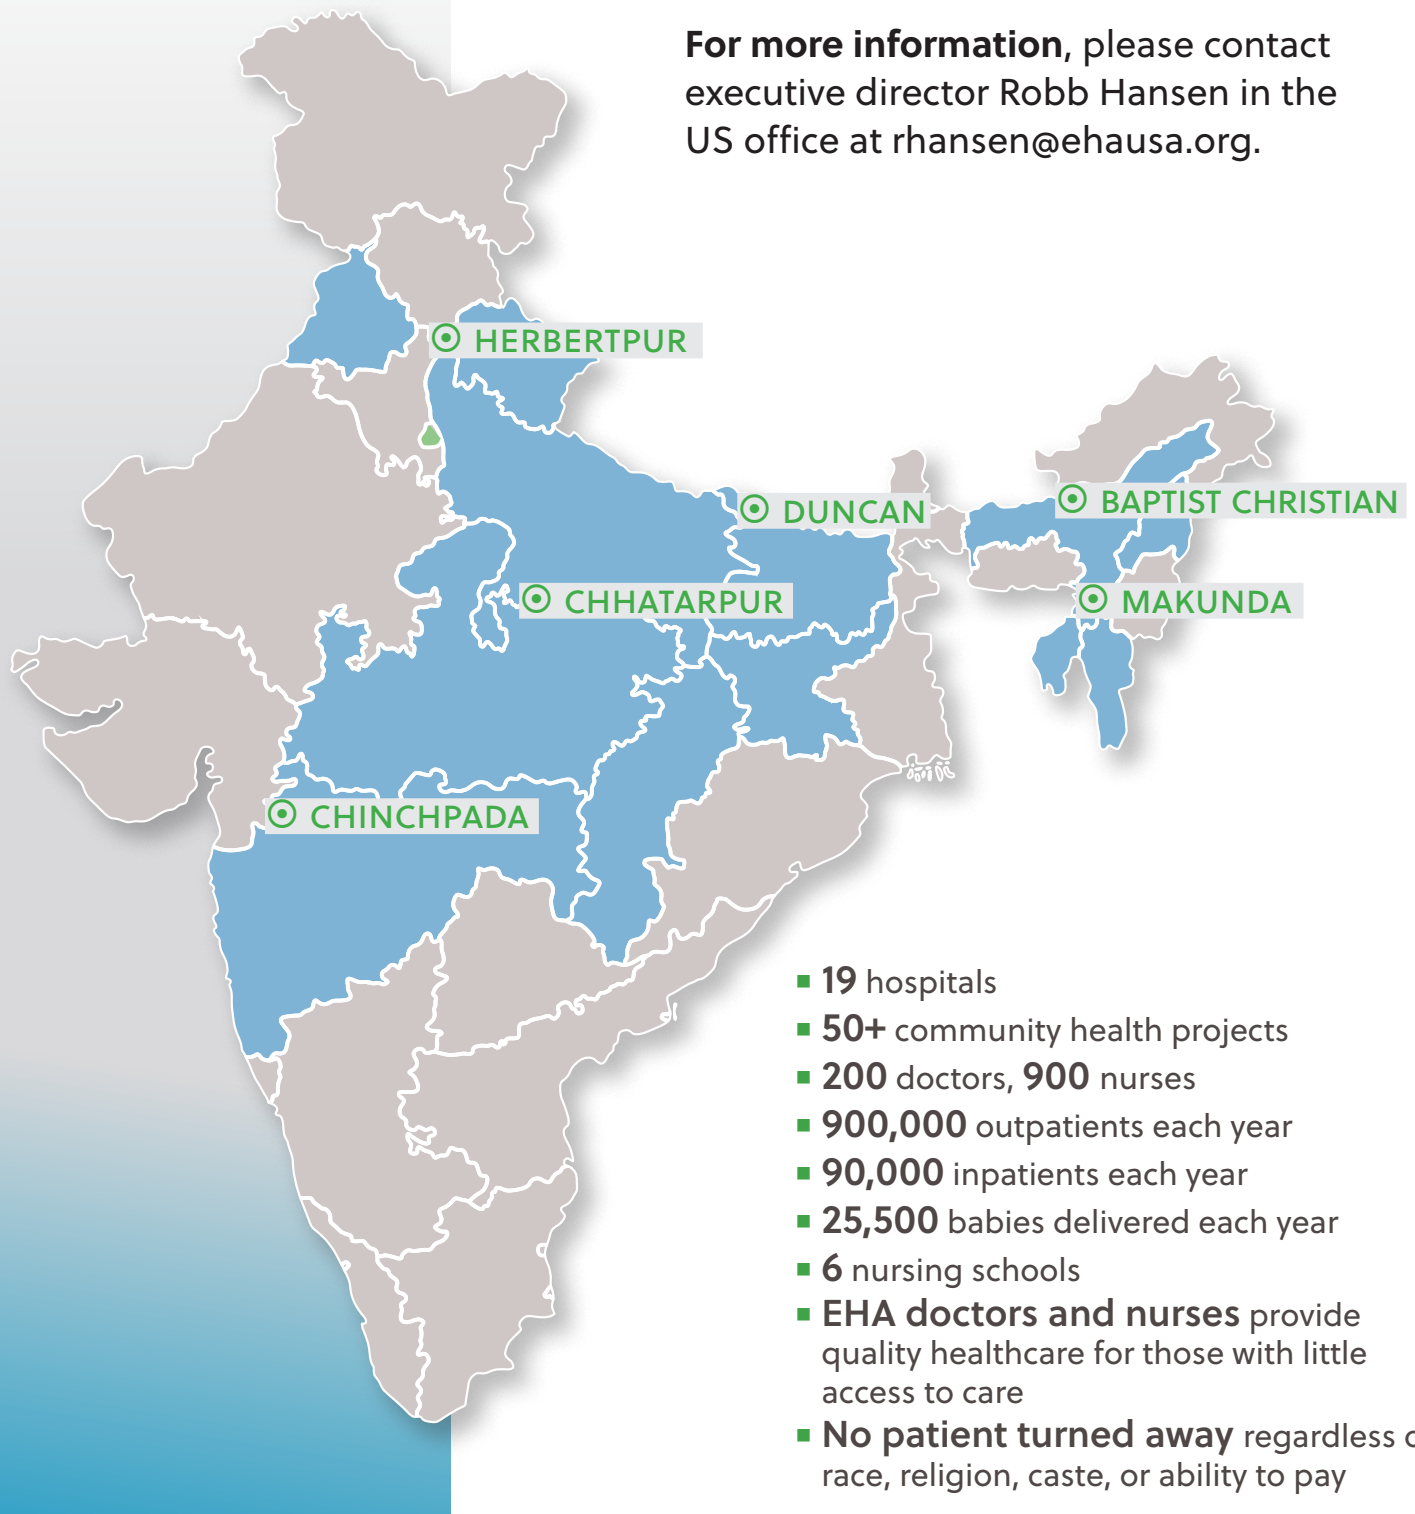 For more information, please contact
executive director Robb Hansen in the
US office at rhansen@ehausa.org.
HERBERTPUR
BAPTIST CHRISTIAN
DUNCAN
CHHATARPUR
MAKUNDA
CHINCHPADA
19 hospitals
50+ community health projects
200 doctors, 900 nurses
900,000 outpatients each year
90,000 inpatients each year
25,500 babies delivered each year
6 nursing schools
EHA doctors and nurses provide
quality healthcare for those with little
access to care
No patient turned away regardless
race, religion, caste, or ability to pay